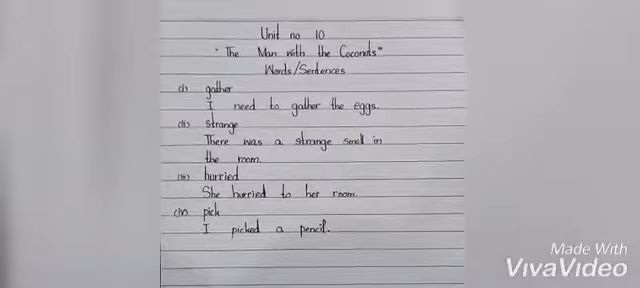 Unit no 10
"The Man with the Coconuts"
Words/Sentences
(i) gather
I need to gather the eggs.
(ii) strange
There was a strange smell in
the room.
(iii) hurried
She hurried to her room.
(iv) pick
I picked a pencil.
Made With
VivaVideo